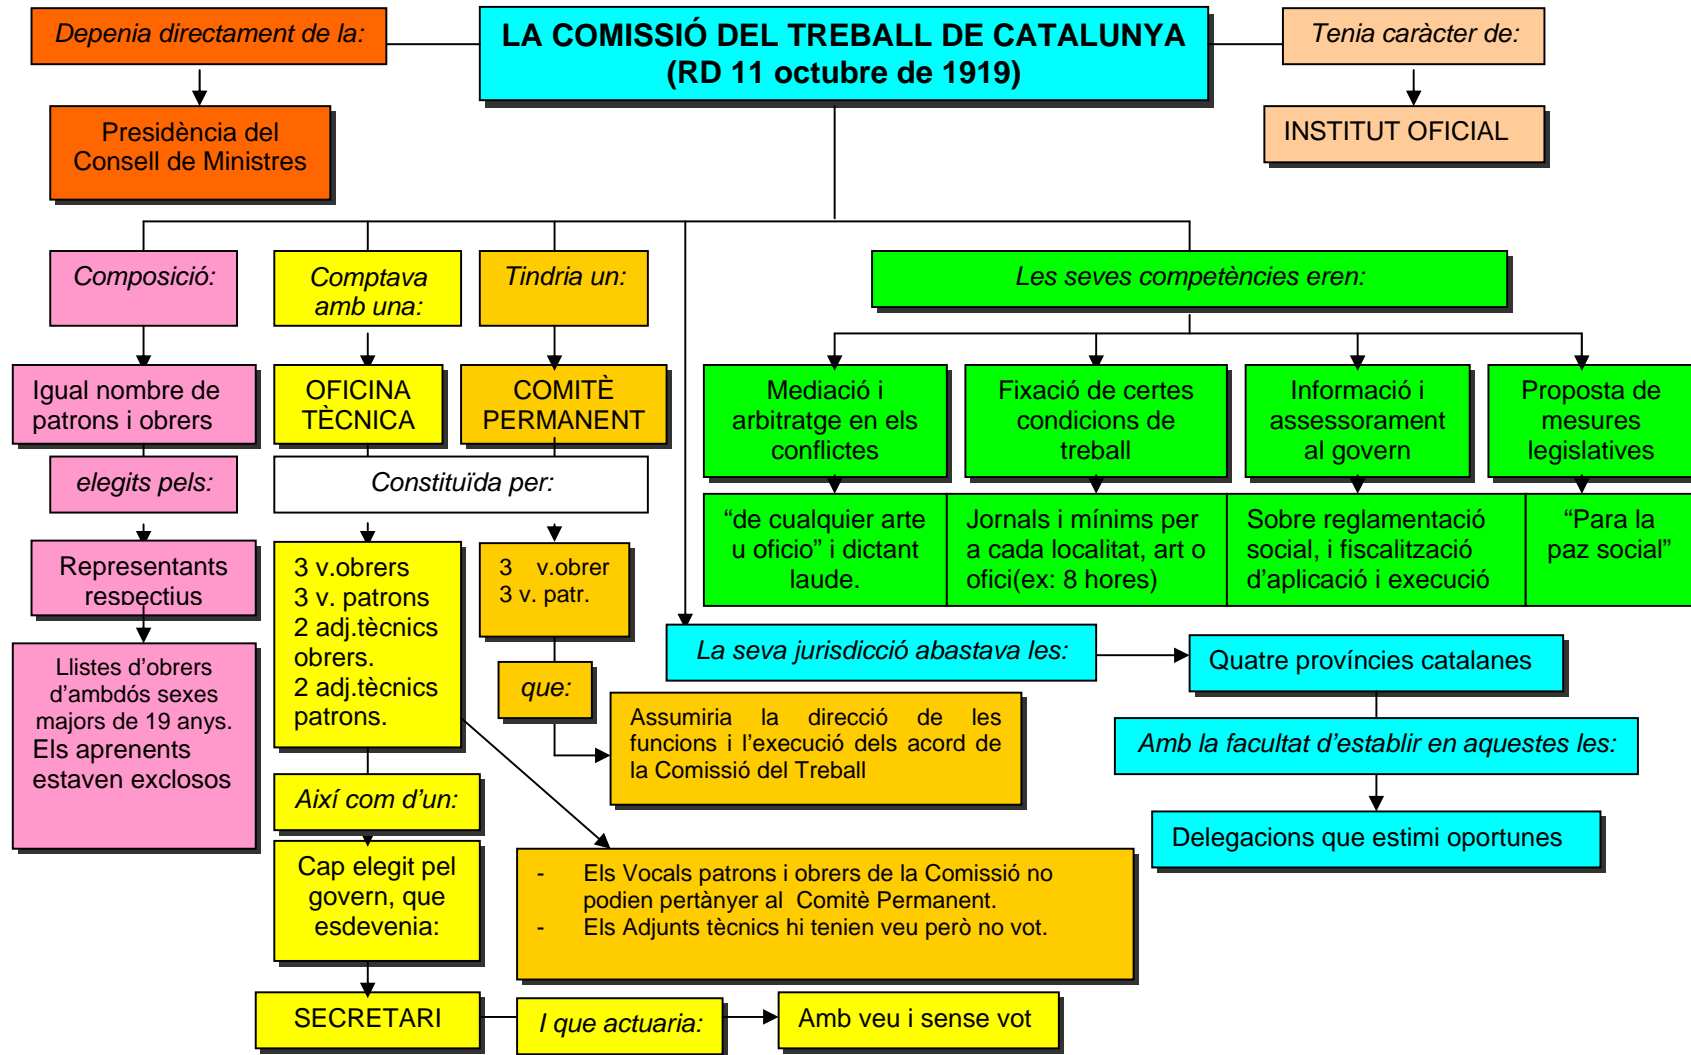 Depenia directament de la:
LA COMISSIÓ DEL TREBALL DE CATALUNYA
(RD 11 octubre de 1919)
Tenia caràcter de:
Presidència del
Consell de Ministres
INSTITUT OFICIAL
Composició:
Comptava
amb una:
Tindria un:
Les seves competències eren:
Igual nombre de
patrons i obrers
OFICINA
TÈCNICA
COMITÈ
PERMANENT
Mediació i
arbitratge en els
conflictes
Fixació de certes
condicions de
treball
Informació i
assessorament
al govern
Proposta de
mesures
legislatives
elegits pels:
Constituïda per:
“de cualquier arte
u oficio” i dictant
laude.
Jornals i mínims per
a cada localitat, art o
ofici(ex: 8 hores)
Sobre reglamentació
social, i fiscalització
d’aplicació i execució
“Para la
paz social”
Representants
respectius
3 v.obrers
3 v. patrons
2 adj.tècnics
obrers.
2 adj.tècnics
patrons.
3 v.obrer
3 v. patr.
La seva jurisdicció abastava les:
Quatre províncies catalanes
Llistes d’obrers
d’ambdós sexes
majors de 19 anys.
Els aprenents
estaven exclosos
que:
Assumiria la direcció de les
funcions i l’execució dels acord de
la Comissió del Treball
Amb la facultat d’establir en aquestes les:
Així com d’un:
Delegacions que estimi oportunes
Cap elegit pel
govern, que
esdevenia:
- Els Vocals patrons i obrers de la Comissió no
podien pertànyer al Comitè Permanent.
- Els Adjunts tècnics hi tenien veu però no vot.
SECRETARI
I que actuaria:
Amb veu i sense vot